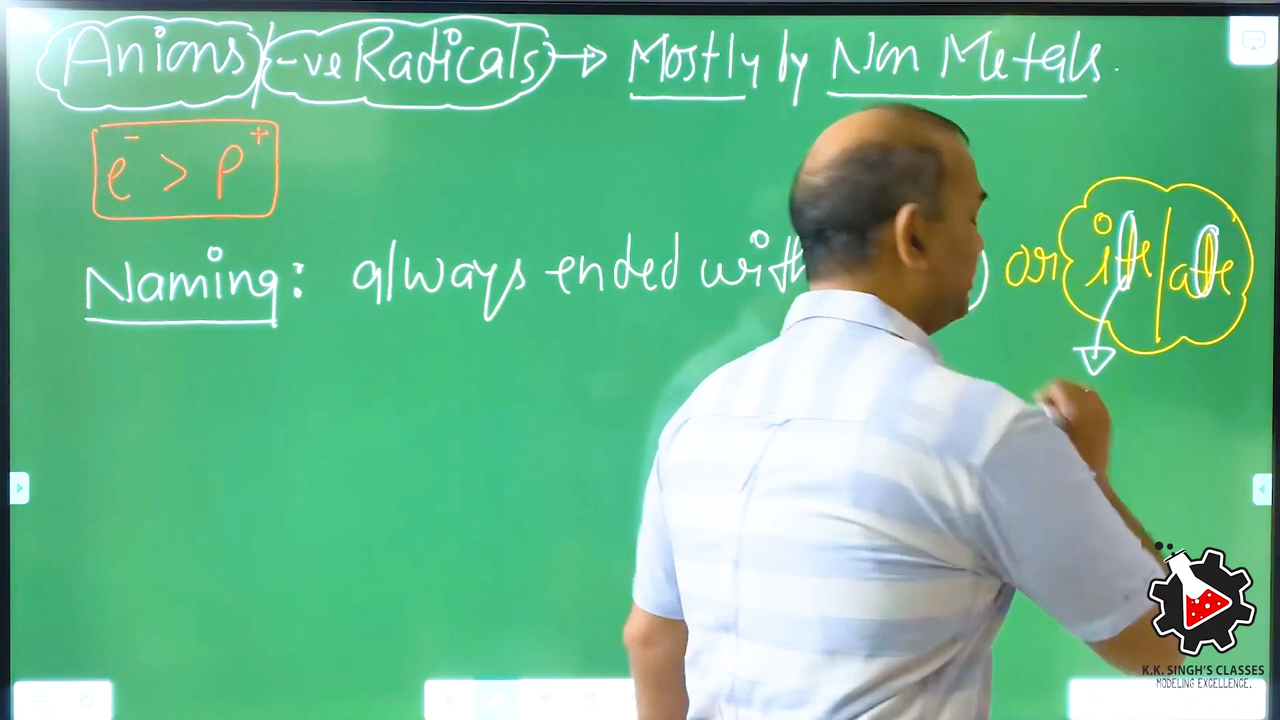 Anions/-ve Radicals → Mostly by Non Metals.
e⁻ > p⁺
Naming: always ended with ) or ite/ate
K.K. SINGH'S CLASSES
MODELING EXCELLENCE.